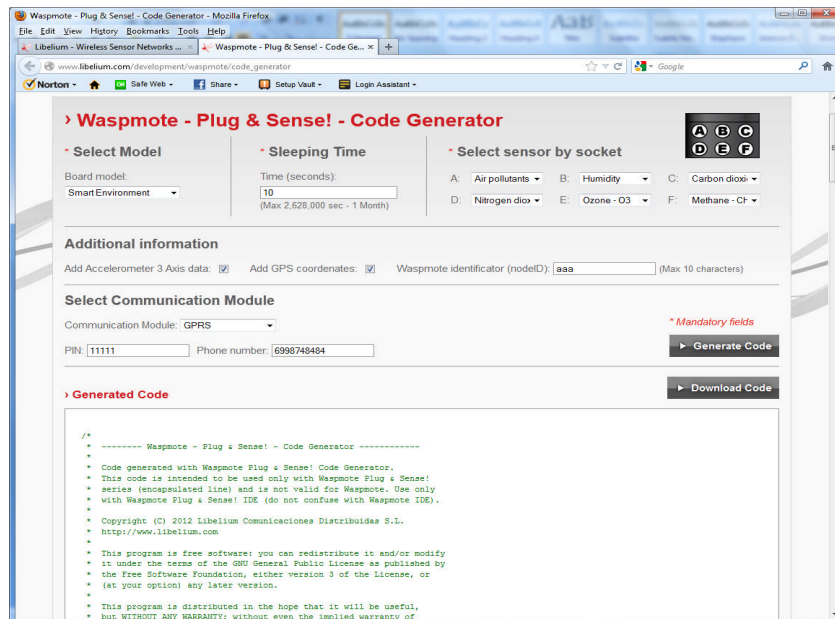 Waspmote - Plug & Sense! - Code Generator - Mozilla Firefox
File Edit View History Bookmarks Tools Help
Libelium - Wireless Sensor Networks ... × Waspmote - Plug & Sense! - Code Ge... × +
www.libelium.com/development/waspmote/code_generator Google
Norton Safe Web Share Setup Vault Login Assistant
› Waspmote - Plug & Sense! - Code Generator
A B C
D E F
* Select Model * Sleeping Time * Select sensor by socket
Board model: Time (seconds): A: Air pollutants B: Humidity C: Carbon dioxi
Smart Environment 10 D: Nitrogen diox E: Ozone - O3 F: Methane - CH
(Max 2,628,000 sec - 1 Month)
Additional information
Add Accelerometer 3 Axis data: Add GPS coordenates: Waspmote identificator (nodeID): aaa (Max 10 characters)
Select Communication Module
Communication Module: GPRS * Mandatory fields
PIN: 11111 Phone number: 6998748484 Generate Code
Download Code
› Generated Code
/*
* -------- Waspmote - Plug & Sense! - Code Generator ------------
*
* Code generated with Waspmote Plug & Sense! Code Generator.
* This code is intended to be used only with Waspmote Plug & Sense!
* series (encapsulated line) and is not valid for Waspmote. Use only
* with Waspmote Plug & Sense! IDE (do not confuse with Waspmote IDE).
*
* Copyright (C) 2012 Libelium Comunicaciones Distribuidas S.L.
* http://www.libelium.com
*
* This program is free software: you can redistribute it and/or modify
* it under the terms of the GNU General Public License as published by
* the Free Software Foundation, either version 3 of the License, or
* (at your option) any later version.
*
* This program is distributed in the hope that it will be useful,
* but WITHOUT ANY WARRANTY; without even the implied warranty of